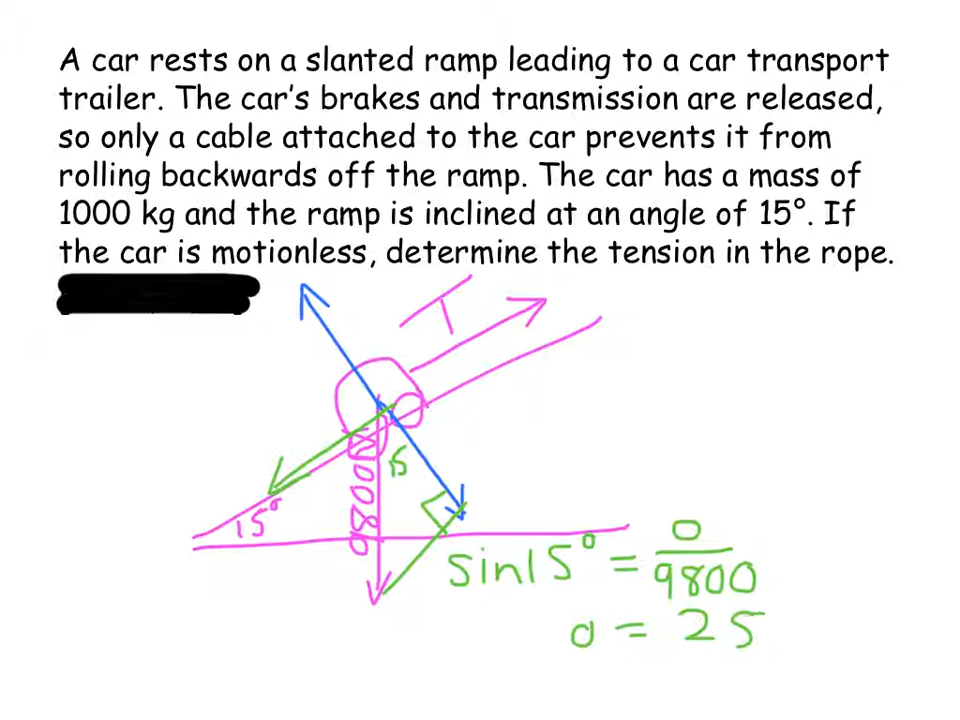 A car rests on a slanted ramp leading to a car transport
trailer. The car's brakes and transmission are released,
so only a cable attached to the car prevents it from
rolling backwards off the ramp. The car has a mass of
1000 kg and the ramp is inclined at an angle of 15°. If
the car is motionless, determine the tension in the rope.
T
9800
15
15°
sin15° = o
9800
o = 25